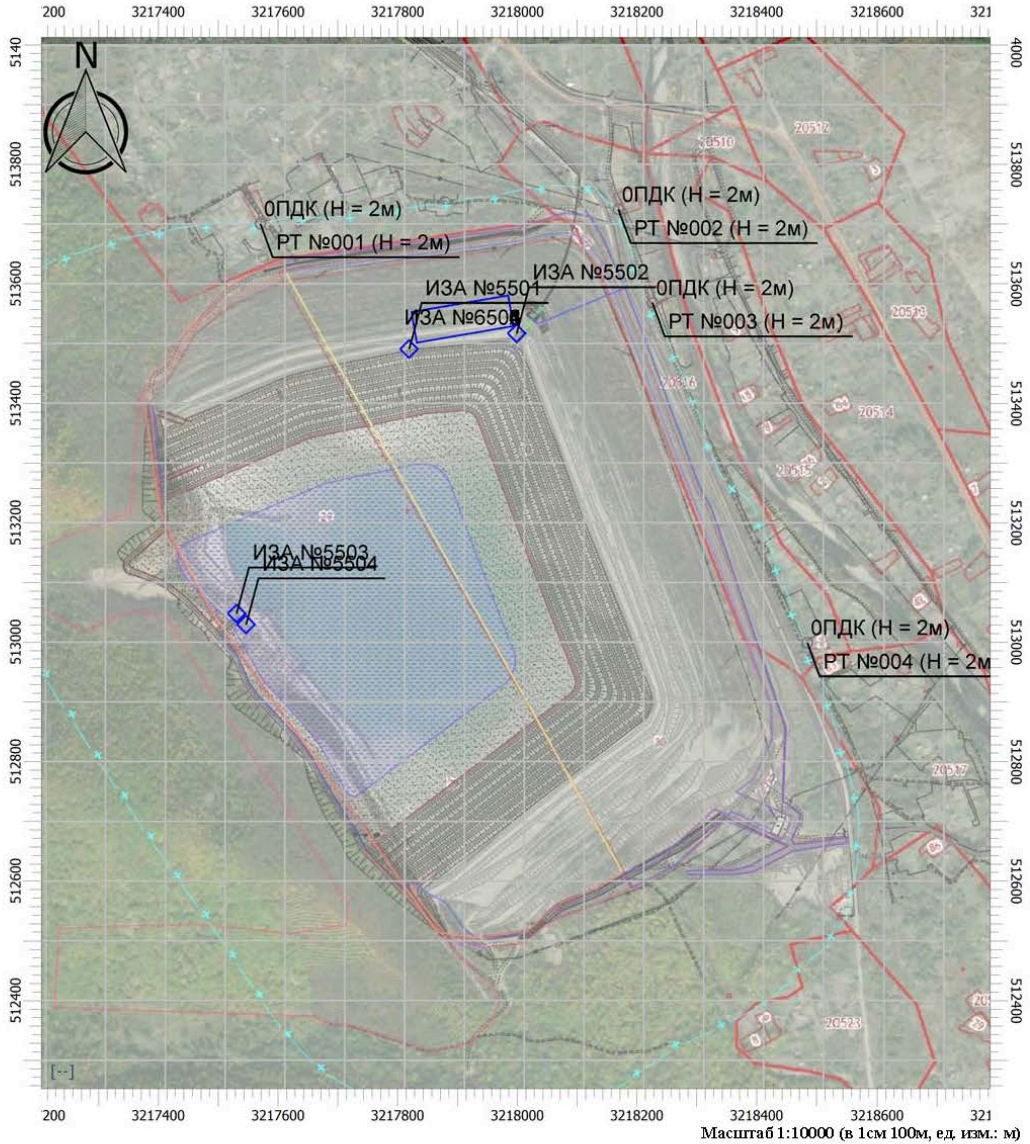 3217400 3217600 3217800 3218000 3218200 3218400 3218600 321
N
5140
4000
513800
513800
513600
513600
513400
513400
513200
513200
513000
513000
512800
512800
512600
512600
512400
512400
0ПДК (Н = 2м)
РТ №001 (Н = 2м)
0ПДК (Н = 2м)
РТ №002 (Н = 2м)
ИЗА №5502
ИЗА №5501
0ПДК (Н = 2м)
РТ №003 (Н = 2м)
ИЗА №5503
ИЗА №5504
0ПДК (Н = 2м)
РТ №004 (Н = 2м
20512
20513
20514
20515
20516
20517
20523
86
[--]
200 3217400 3217600 3217800 3218000 3218200 3218400 3218600 321
Масштаб 1:10000 (в 1см 100м, ед. изм.: м)